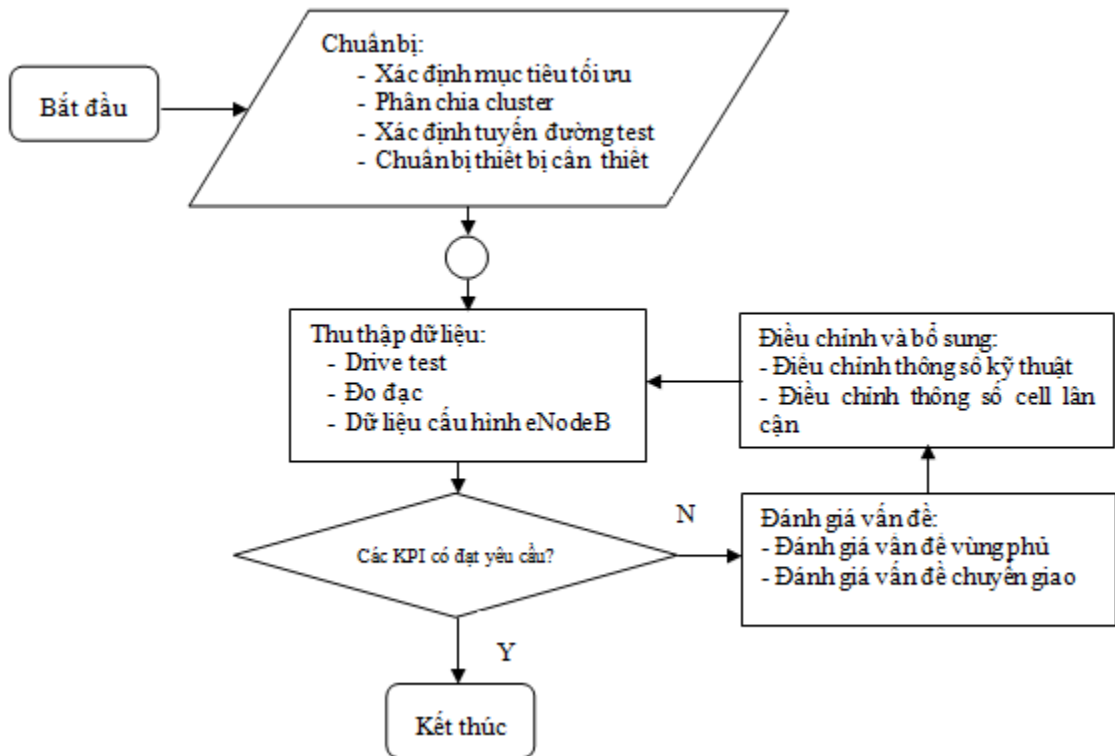 Bắt đầu
Chuẩn bị:
- Xác định mục tiêu tối ưu
- Phân chia cluster
- Xác định tuyến đường test
- Chuẩn bị thiết bị cần thiết
Thu thập dữ liệu:
- Drive test
- Đo đạc
- Dữ liệu cấu hình eNodeB
Điều chỉnh và bổ sung:
- Điều chỉnh thông số kỹ thuật
- Điều chỉnh thông số cell lân
cận
Các KPI có đạt yêu cầu?
N
Đánh giá vấn đề:
- Đánh giá vấn đề vùng phủ
- Đánh giá vấn đề chuyển giao
Y
Kết thúc